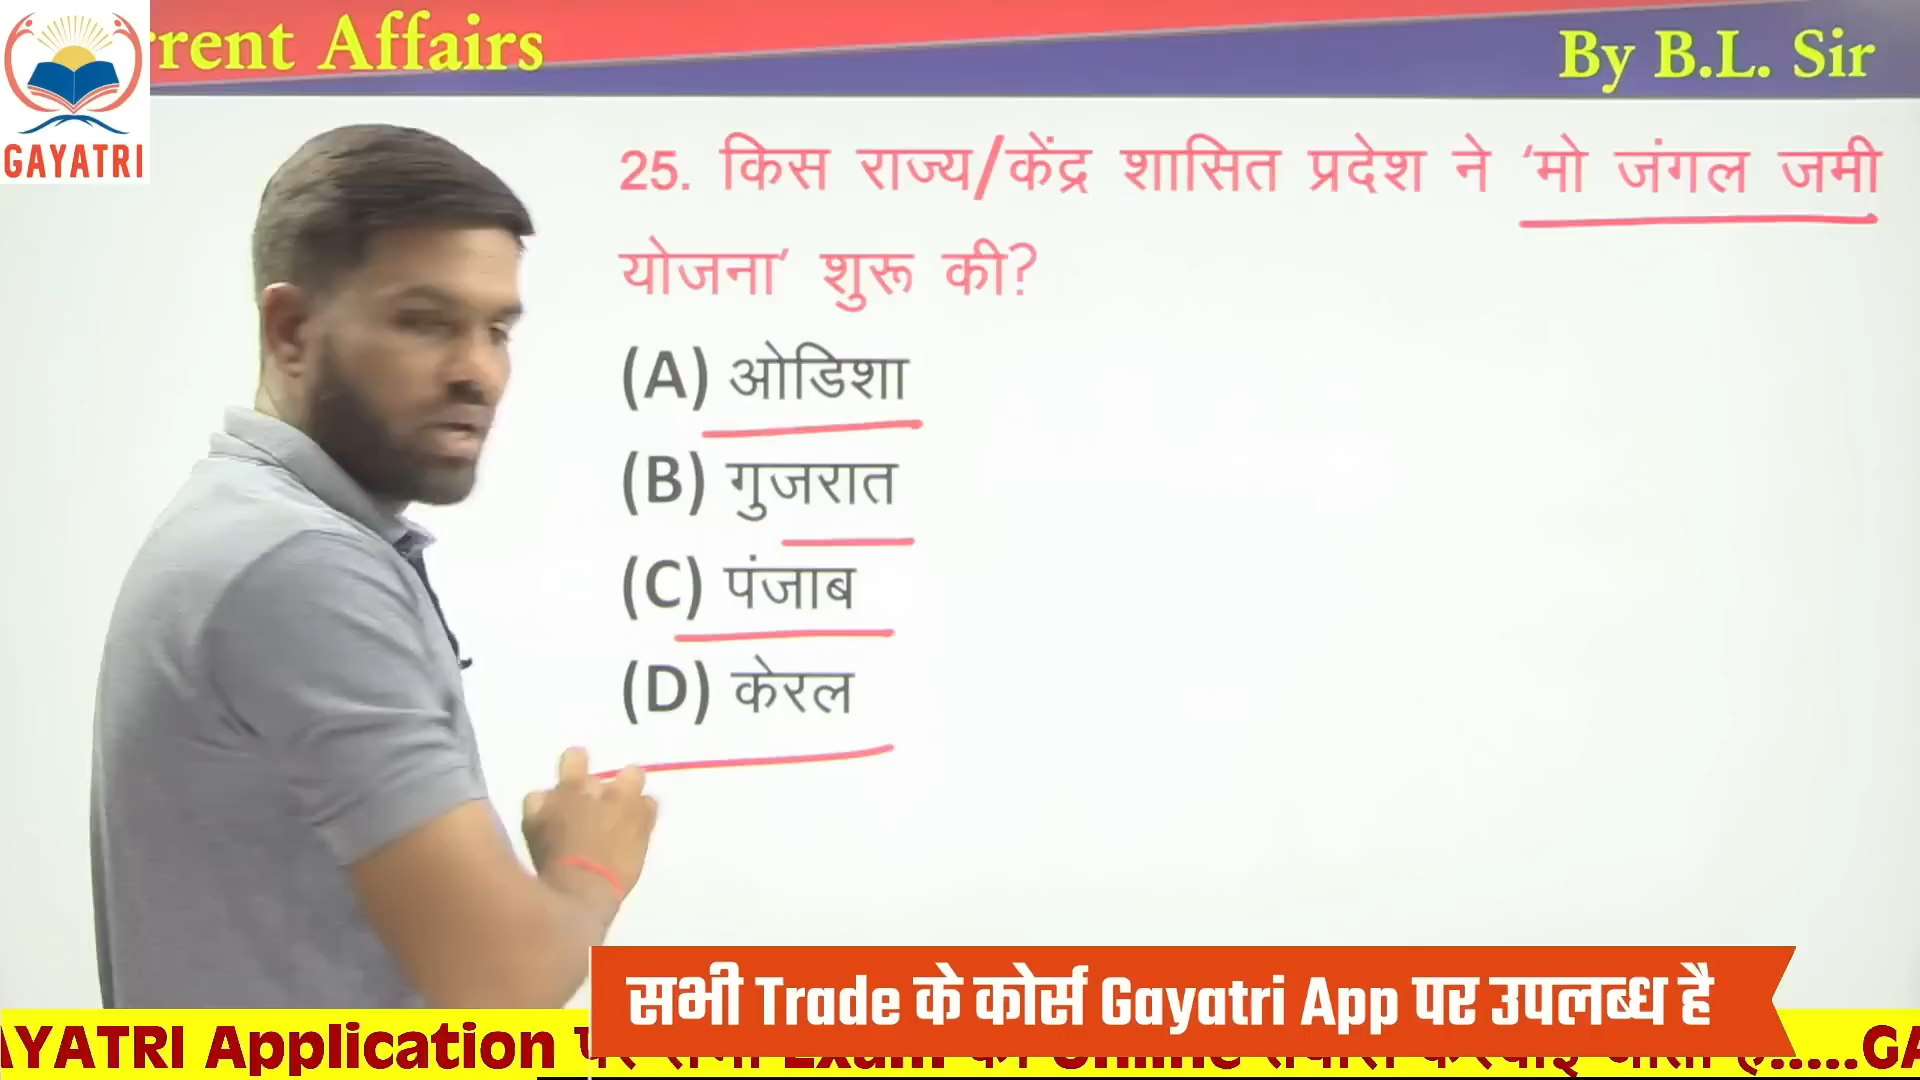 rrent Affairs
By B.L. Sir
GAYATRI
25. किस राज्य/केंद्र शासित प्रदेश ने ‘मो जंगल जमी
योजना’ शुरू की?
(A) ओडिशा
(B) गुजरात
(C) पंजाब
(D) केरल
सभी Trade के कोर्स Gayatri App पर उपलब्ध है
AYATRI Application